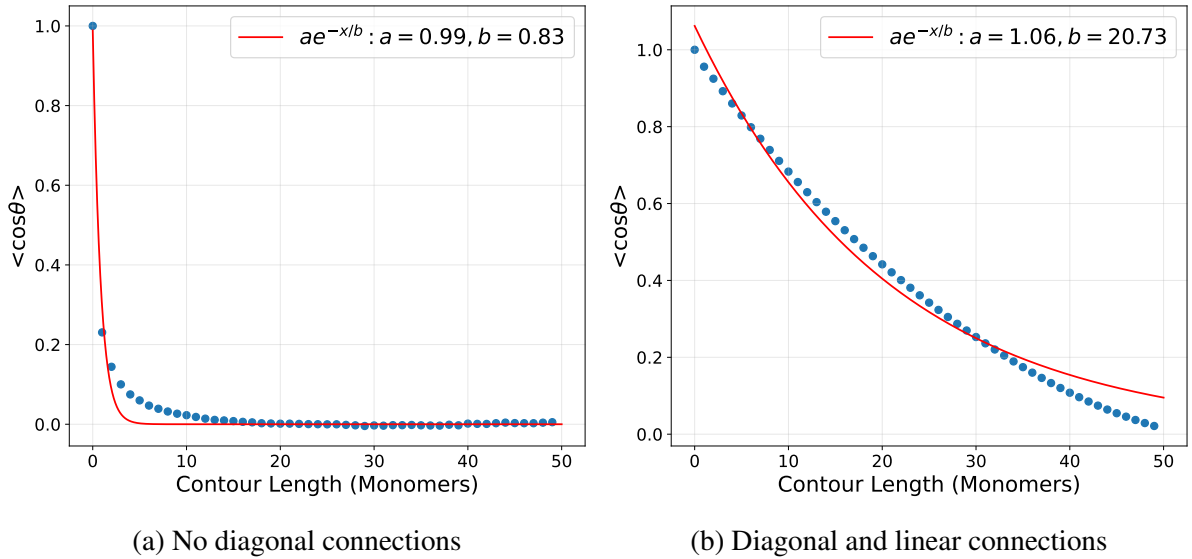 1.0
0.8
0.6
0.4
0.2
0.0
<cosθ>
0 10 20 30 40 50
Contour Length (Monomers)
ae^{-x/b} : a = 0.99, b = 0.83
(a) No diagonal connections
1.0
0.8
0.6
0.4
0.2
0.0
<cosθ>
0 10 20 30 40 50
Contour Length (Monomers)
ae^{-x/b} : a = 1.06, b = 20.73
(b) Diagonal and linear connections